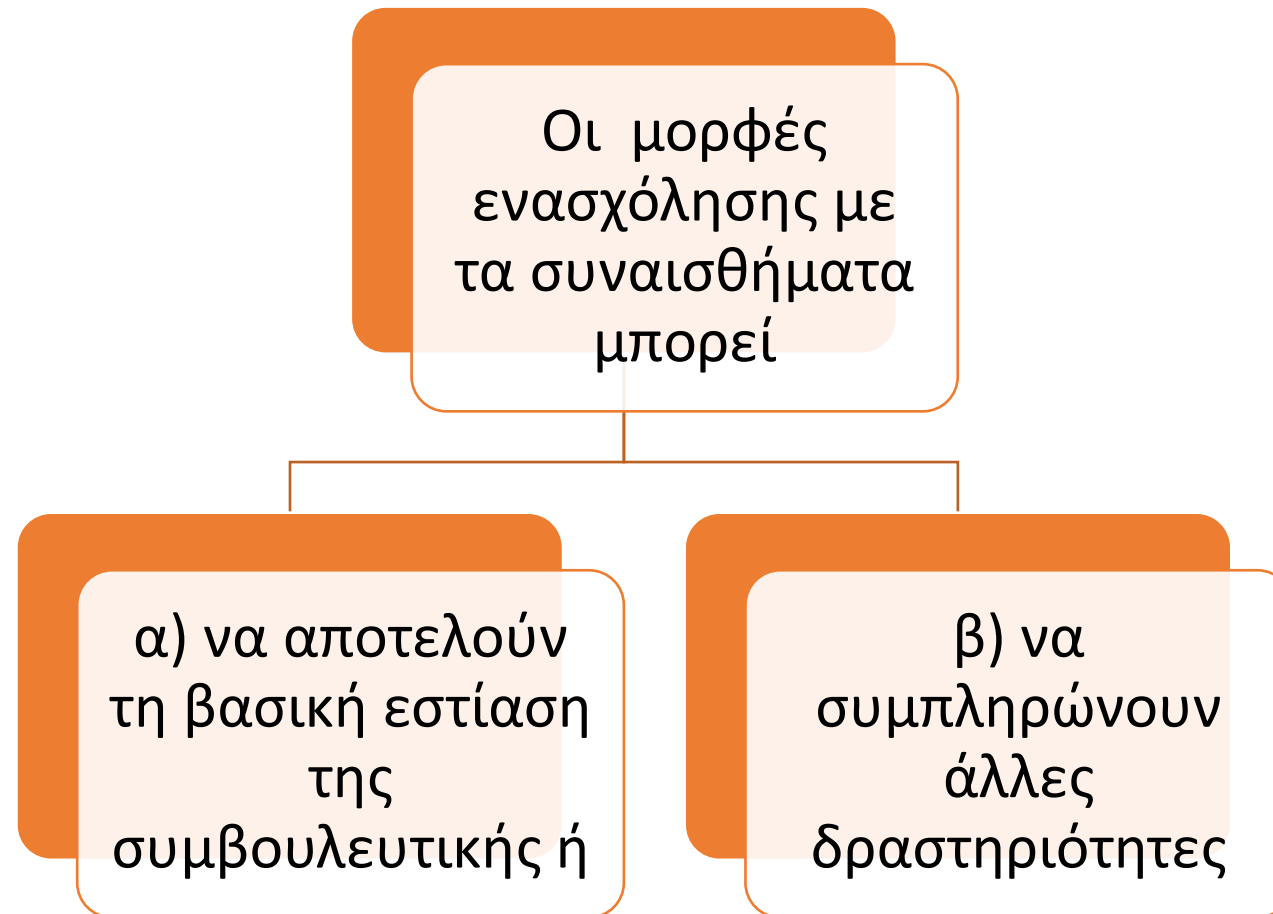 Οι μορφές
ενασχόλησης με
τα συναισθήματα
μπορεί
α) να αποτελούν
τη βασική εστίαση
της
συμβουλευτικής ή
β) να
συμπληρώνουν
άλλες
δραστηριότητες